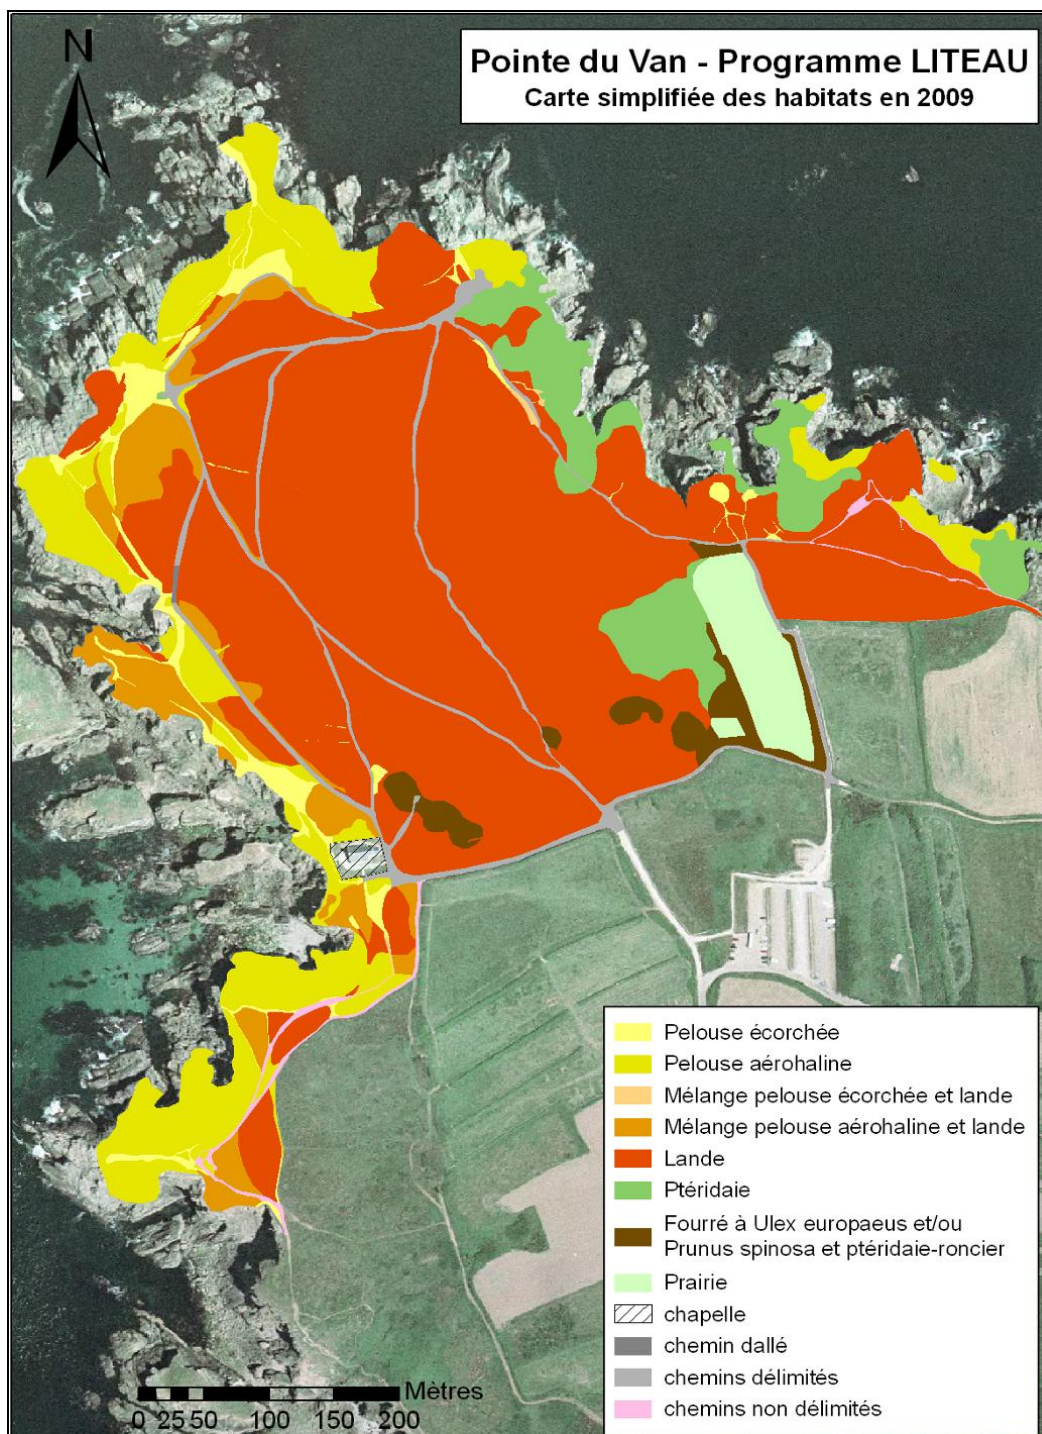 Pointe du Van - Programme LITEAU
Carte simplifiée des habitats en 2009
N
Pelouse écorchée
Pelouse aérohaline
Mélange pelouse écorchée et lande
Mélange pelouse aérohaline et lande
Lande
Ptéridaie
Fourré à Ulex europaeus et/ou
Prunus spinosa et ptéridaie-roncier
Prairie
chapelle
chemin dallé
chemins délimités
chemins non délimités
Mètres
0 25 50 100 150 200